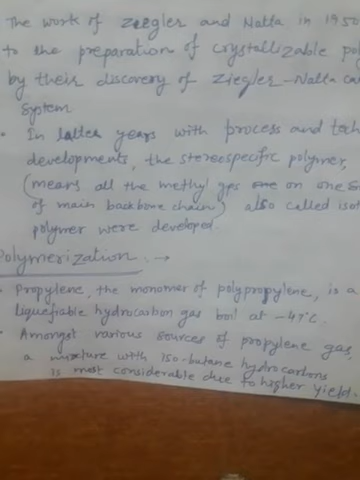 The work of Ziegler and Natta in 1950
to the preparation of crystallizable pol
by their discovery of Ziegler-Natta ca
system
• In latter years with process and tech
developments, the stereospecific polymer,
(means all the methyl gps on one
of main backbone chain) also called isot
polymer were developed.
Polymerization. →
• Propylene, the monomer of polypropylene, is a
liquefiable hydrocarbon gas boil at -47°C.
• Amongst various sources of propylene gas,
a mixture with iso-butane hydrocarbons
is most considerable due to higher yield.